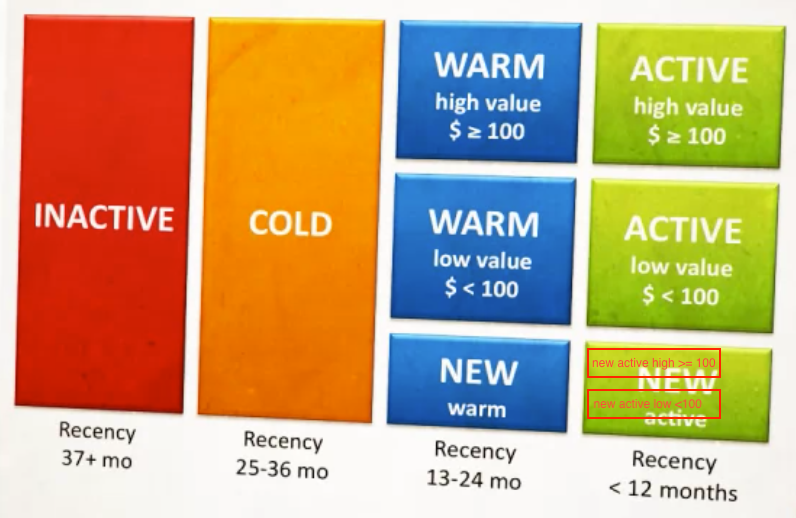 INACTIVE
Recency
37+ mo
COLD
Recency
25-36 mo
WARM
high value
$ ≥ 100
WARM
low value
$ < 100
NEW
warm
Recency
13-24 mo
ACTIVE
high value
$ ≥ 100
ACTIVE
low value
$ < 100
new active high >= 100
NEW
new active low <100
active
Recency
< 12 months